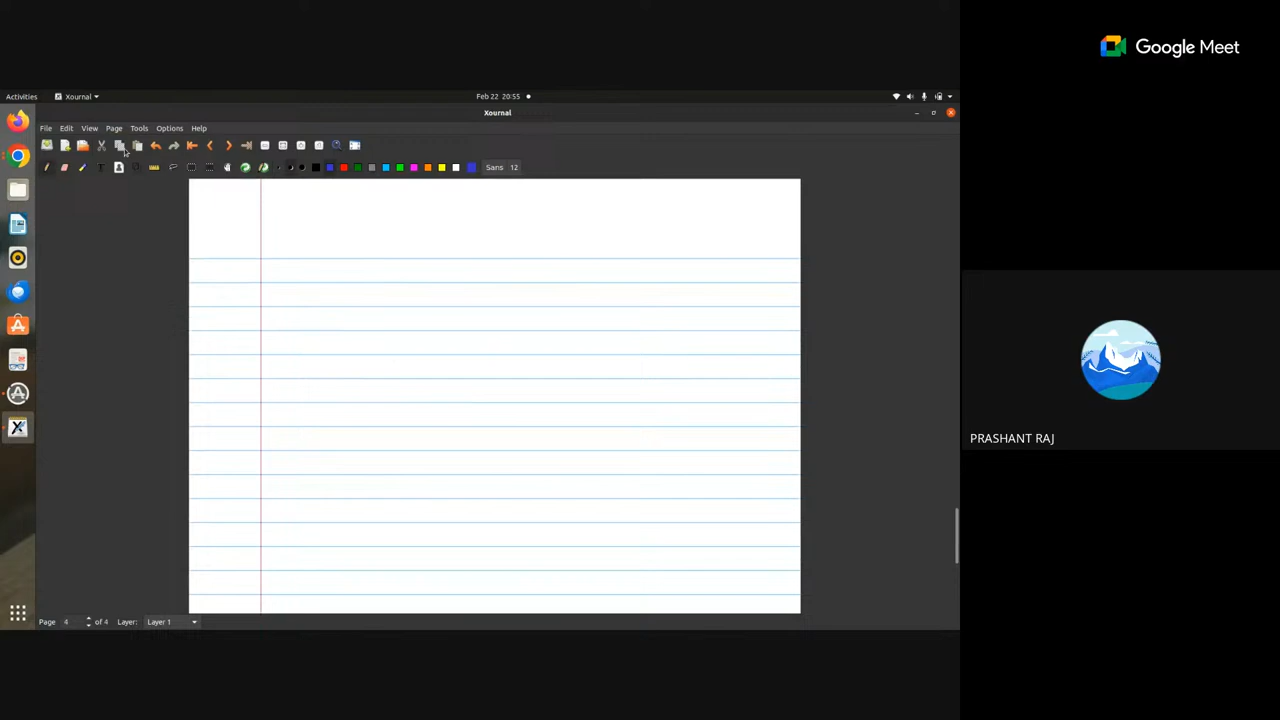 Google Meet
Activities Xournal Feb 22 20:55
Xournal
File Edit View Page Tools Options Help
Sans 12
PRASHANT RAJ
Page 4 of 4 Layer: Layer 1